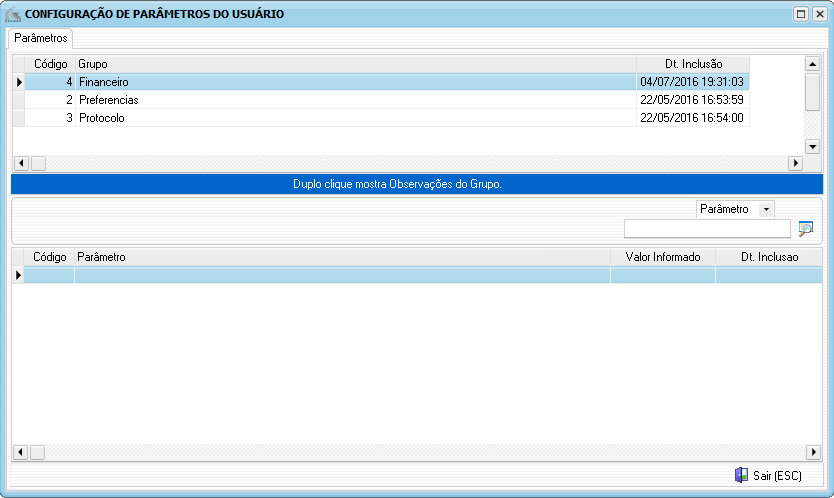 CONFIGURAÇÃO DE PARÂMETROS DO USUÁRIO
Parâmetros
Código Grupo Dt. Inclusão
4 Financeiro 04/07/2016 19:31:03
2 Preferencias 22/05/2016 16:53:59
3 Protocolo 22/05/2016 16:54:00
Duplo clique mostra Observações do Grupo.
Parâmetro
Código Parâmetro Valor Informado Dt. Inclusao
Sair (ESC)